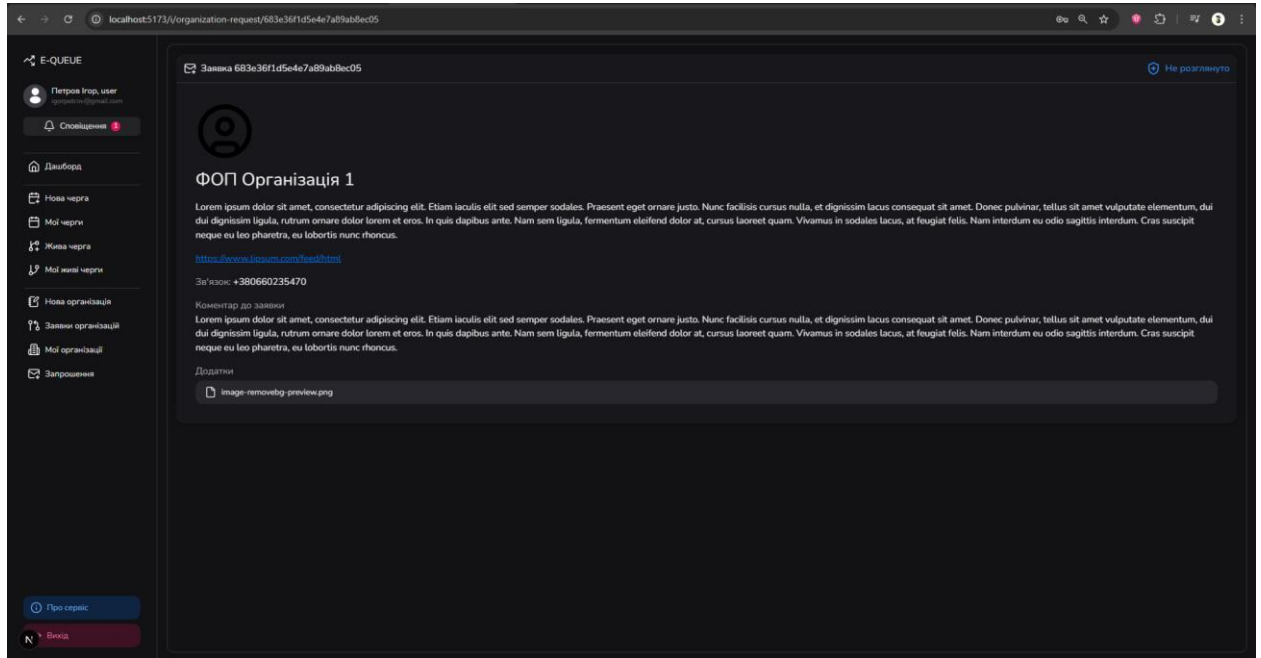 localhost:5173/i/organization-request/683e36f1d5e4e7a89ab8ec05
E-QUEUE
Петров Ігор, user
igorpetrov@gmail.com
Сповіщення 1
Дашборд
Нова черга
Мої черги
Жива черга
Мої живі черги
Нова організація
Заявки організацій
Мої організації
Запрошення
Про сервіс
Вихід
N
Заявка 683e36f1d5e4e7a89ab8ec05
Не розглянуто
ФОП Організація 1
Lorem ipsum dolor sit amet, consectetur adipiscing elit. Etiam iaculis elit sed semper sodales. Praesent eget ornare justo. Nunc facilisis cursus nulla, et dignissim lacus consequat sit amet. Donec pulvinar, tellus sit amet vulputate elementum, dui
dui dignissim ligula, rutrum ornare dolor lorem et eros. In quis dapibus ante. Nam sem ligula, fermentum eleifend dolor at, cursus laoreet quam. Vivamus in sodales lacus, at feugiat felis. Nam interdum eu odio sagittis interdum. Cras suscipit
neque eu leo pharetra, eu lobortis nunc rhoncus.
https://www.lipsum.com/feed/html
Зв'язок: +380660235470
Коментар до заявки
Lorem ipsum dolor sit amet, consectetur adipiscing elit. Etiam iaculis elit sed semper sodales. Praesent eget ornare justo. Nunc facilisis cursus nulla, et dignissim lacus consequat sit amet. Donec pulvinar, tellus sit amet vulputate elementum, dui
dui dignissim ligula, rutrum ornare dolor lorem et eros. In quis dapibus ante. Nam sem ligula, fermentum eleifend dolor at, cursus laoreet quam. Vivamus in sodales lacus, at feugiat felis. Nam interdum eu odio sagittis interdum. Cras suscipit
neque eu leo pharetra, eu lobortis nunc rhoncus.
Додатки
image-removebg-preview.png